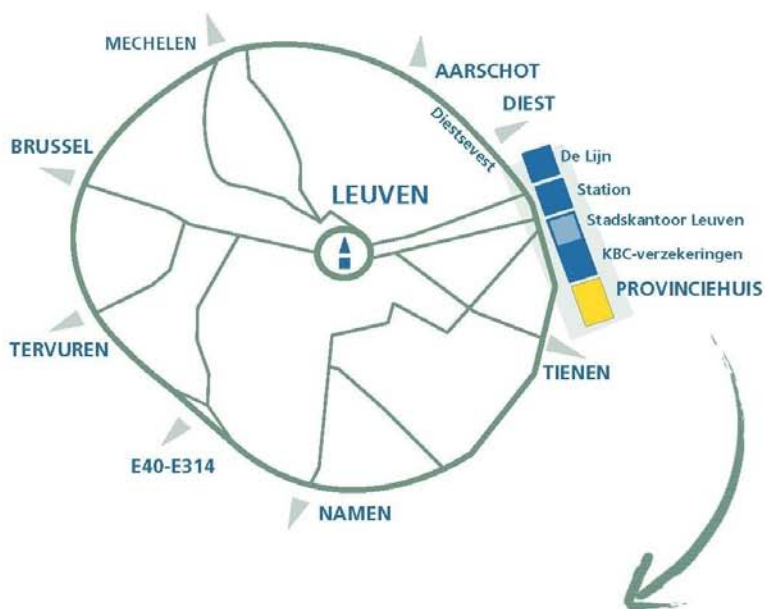 MECHELEN
AARSCHOT
DIEST
Diestsevest
BRUSSEL
De Lijn
LEUVEN
Station
Stadskantoor Leuven
KBC-verzekeringen
PROVINCIEHUIS
TERVUREN
TIENEN
E40-E314
NAMEN